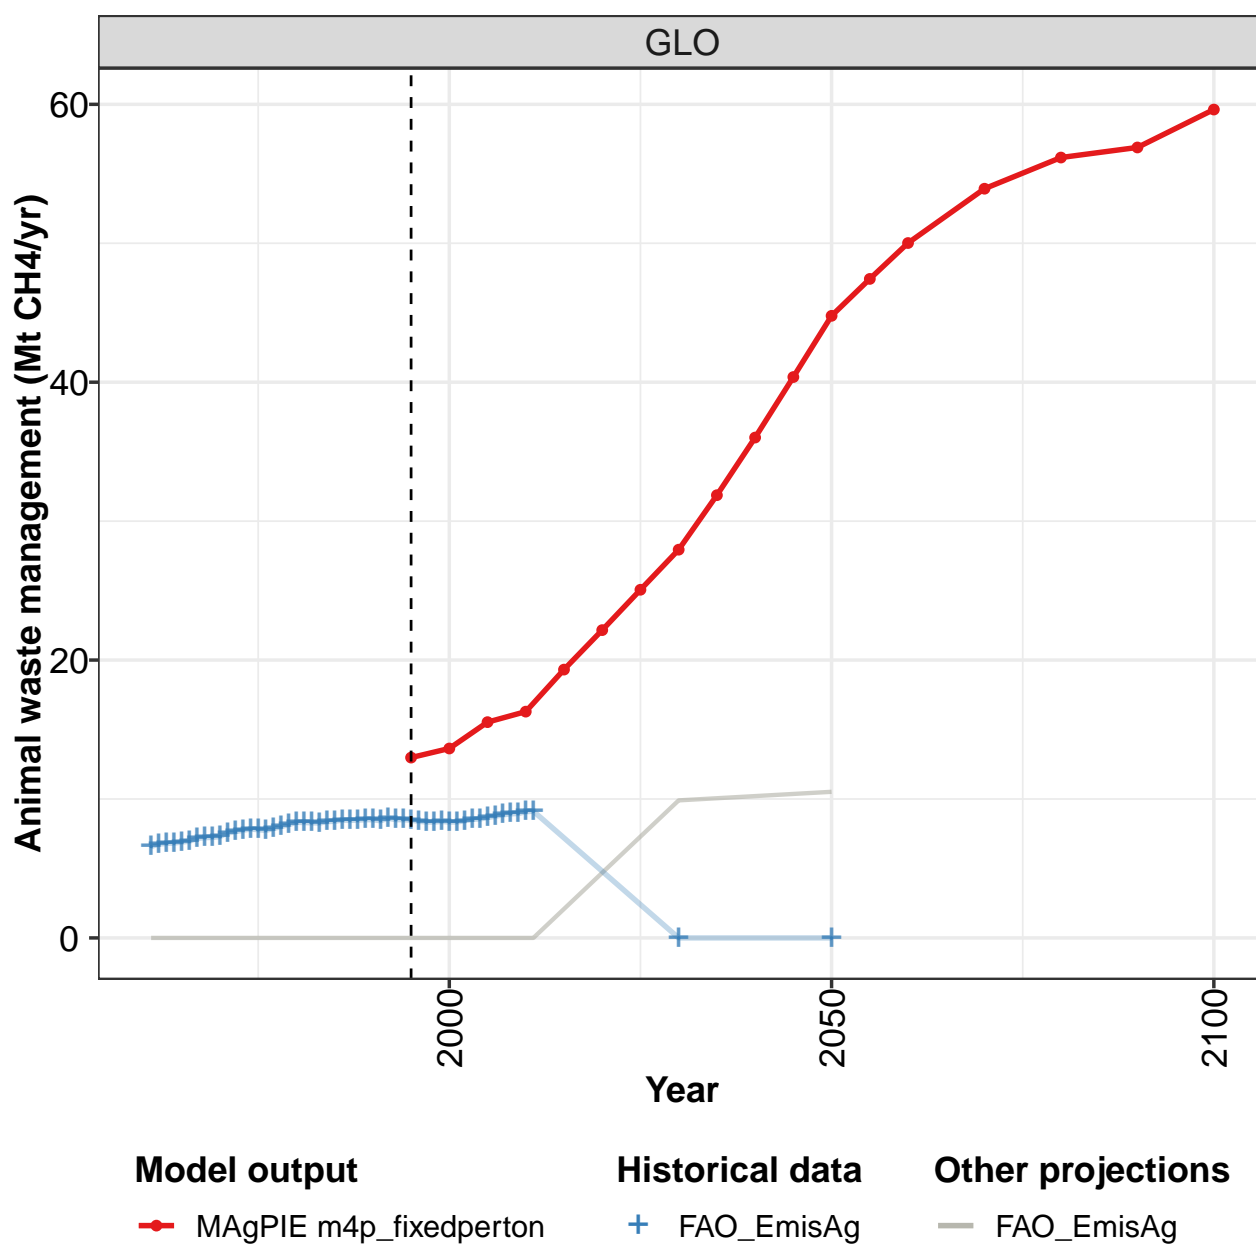 GLO
Animal waste management (Mt CH4/yr)
60
40
20
0
2000
2050
2100
Year
Model output
Historical data
Other projections
MAgPIE m4p_fixedperton
FAO_EmisAg
FAO_EmisAg